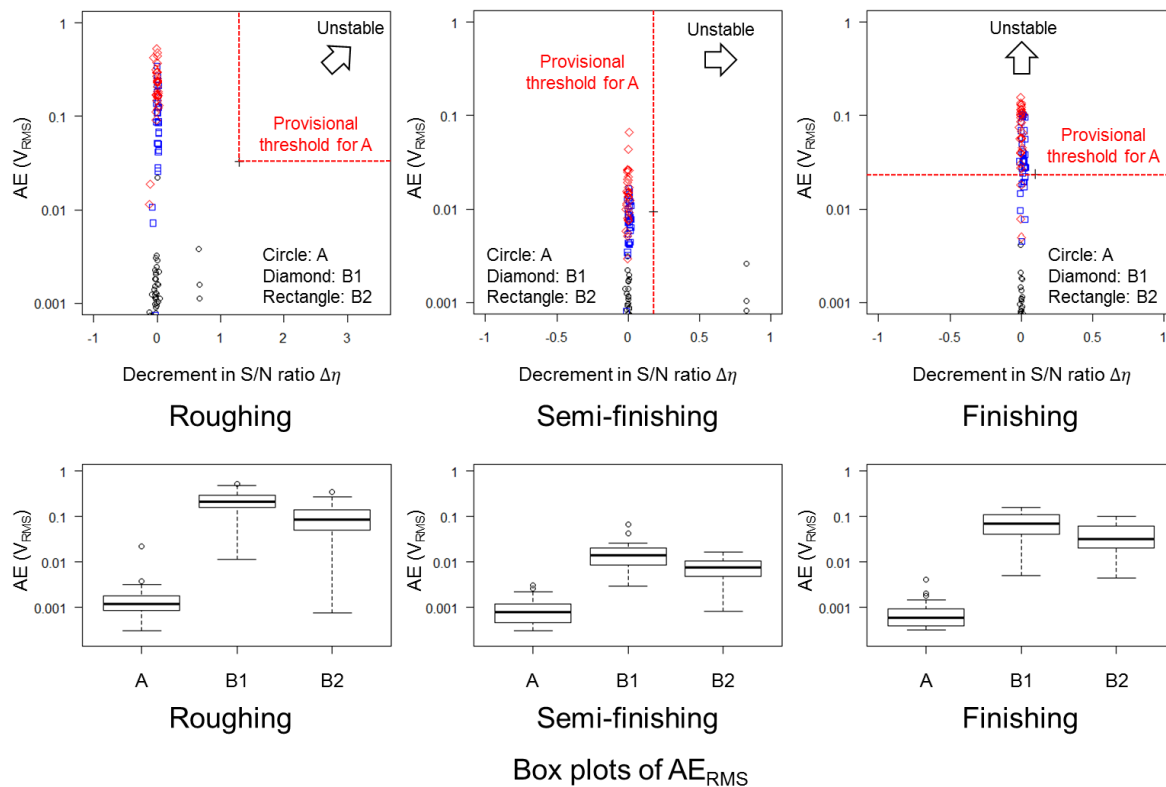 1
0.1
0.01
0.001
AE (VRMS)
Unstable
Provisional
threshold for A
Circle: A
Diamond: B1
Rectangle: B2
-1 0 1 2 3
Decrement in S/N ratio Δη
Roughing
1
0.1
0.01
0.001
AE (VRMS)
Unstable
Provisional
threshold for A
Circle: A
Diamond: B1
Rectangle: B2
-1 -0.5 0 0.5 1
Decrement in S/N ratio Δη
Semi-finishing
1
0.1
0.01
0.001
AE (VRMS)
Unstable
Provisional
threshold for A
Circle: A
Diamond: B1
Rectangle: B2
-1 -0.5 0 0.5 1
Decrement in S/N ratio Δη
Finishing
1
0.1
0.01
0.001
AE (VRMS)
A B1 B2
Roughing
1
0.1
0.01
0.001
AE (VRMS)
A B1 B2
Semi-finishing
1
0.1
0.01
0.001
AE (VRMS)
A B1 B2
Finishing
Box plots of AERMS